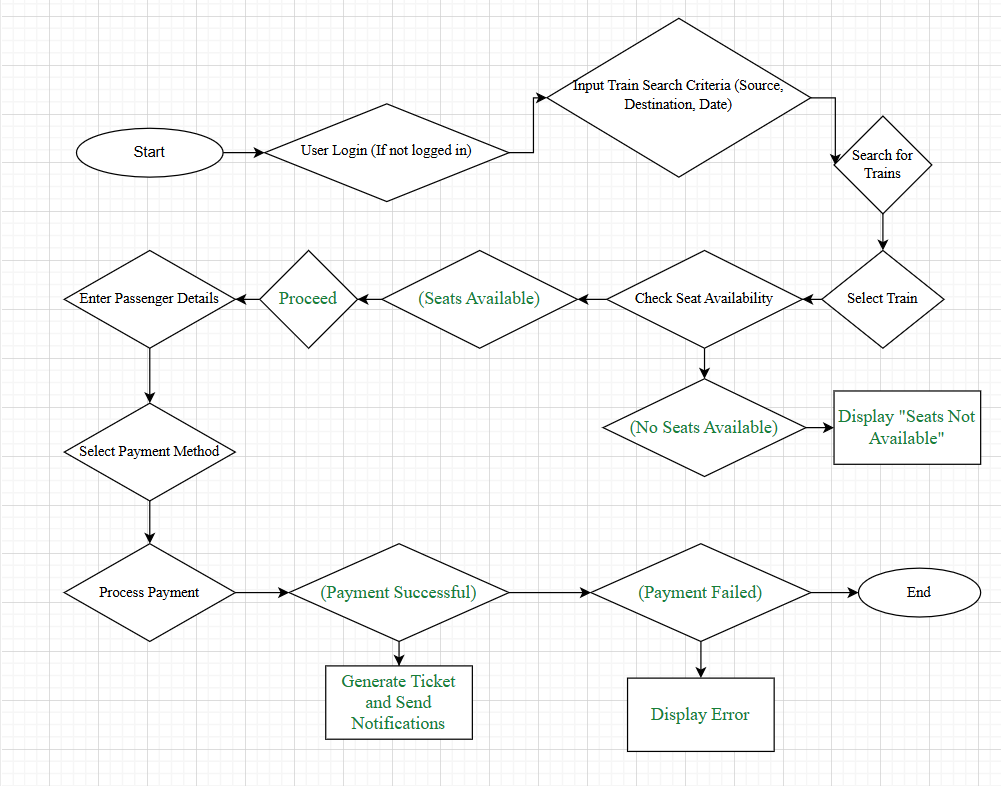 Start
User Login (If not logged in)
Input Train Search Criteria (Source,
Destination, Date)
Search for
Trains
Enter Passenger Details
Proceed
(Seats Available)
Check Seat Availability
Select Train
(No Seats Available)
Display "Seats Not
Available"
Select Payment Method
Process Payment
(Payment Successful)
(Payment Failed)
End
Generate Ticket
and Send
Notifications
Display Error